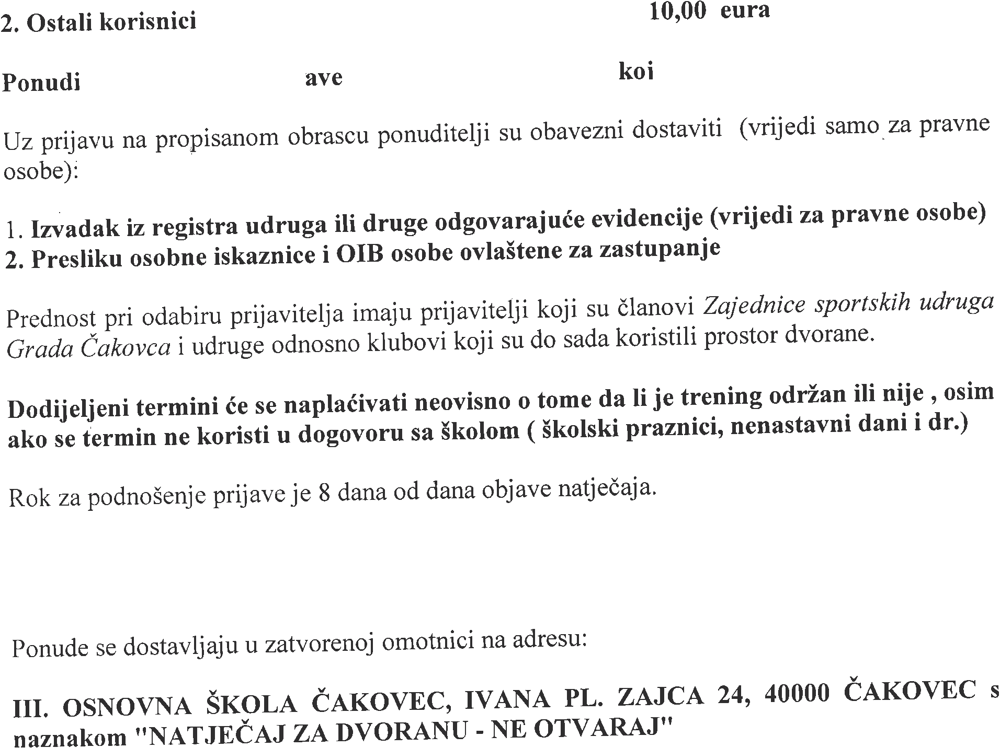 2. Ostali korisnici 10,00 eura
Ponudi ave koi
Uz prijavu na propisanom obrascu ponuditelji su obavezni dostaviti (vrijedi samo za pravne
osobe):
1. Izvadak iz registra udruga ili druge odgovarajuće evidencije (vrijedi za pravne osobe)
2. Presliku osobne iskaznice i OIB osobe ovlaštene za zastupanje
Prednost pri odabiru prijavitelja imaju prijavitelji koji su članovi Zajednice sportskih udruga
Grada Čakovca i udruge odnosno klubovi koji su do sada koristili prostor dvorane.
Dodijeljeni termini će se naplaćivati neovisno o tome da li je trening održan ili nije , osim
ako se termin ne koristi u dogovoru sa školom ( školski praznici, nenastavni dani i dr.)
Rok za podnošenje prijave je 8 dana od dana objave natječaja.
Ponude se dostavljaju u zatvorenoj omotnici na adresu:
III. OSNOVNA ŠKOLA ČAKOVEC, IVANA PL. ZAJCA 24, 40000 ČAKOVEC s
naznakom "NATJEČAJ ZA DVORANU - NE OTVARAJ"